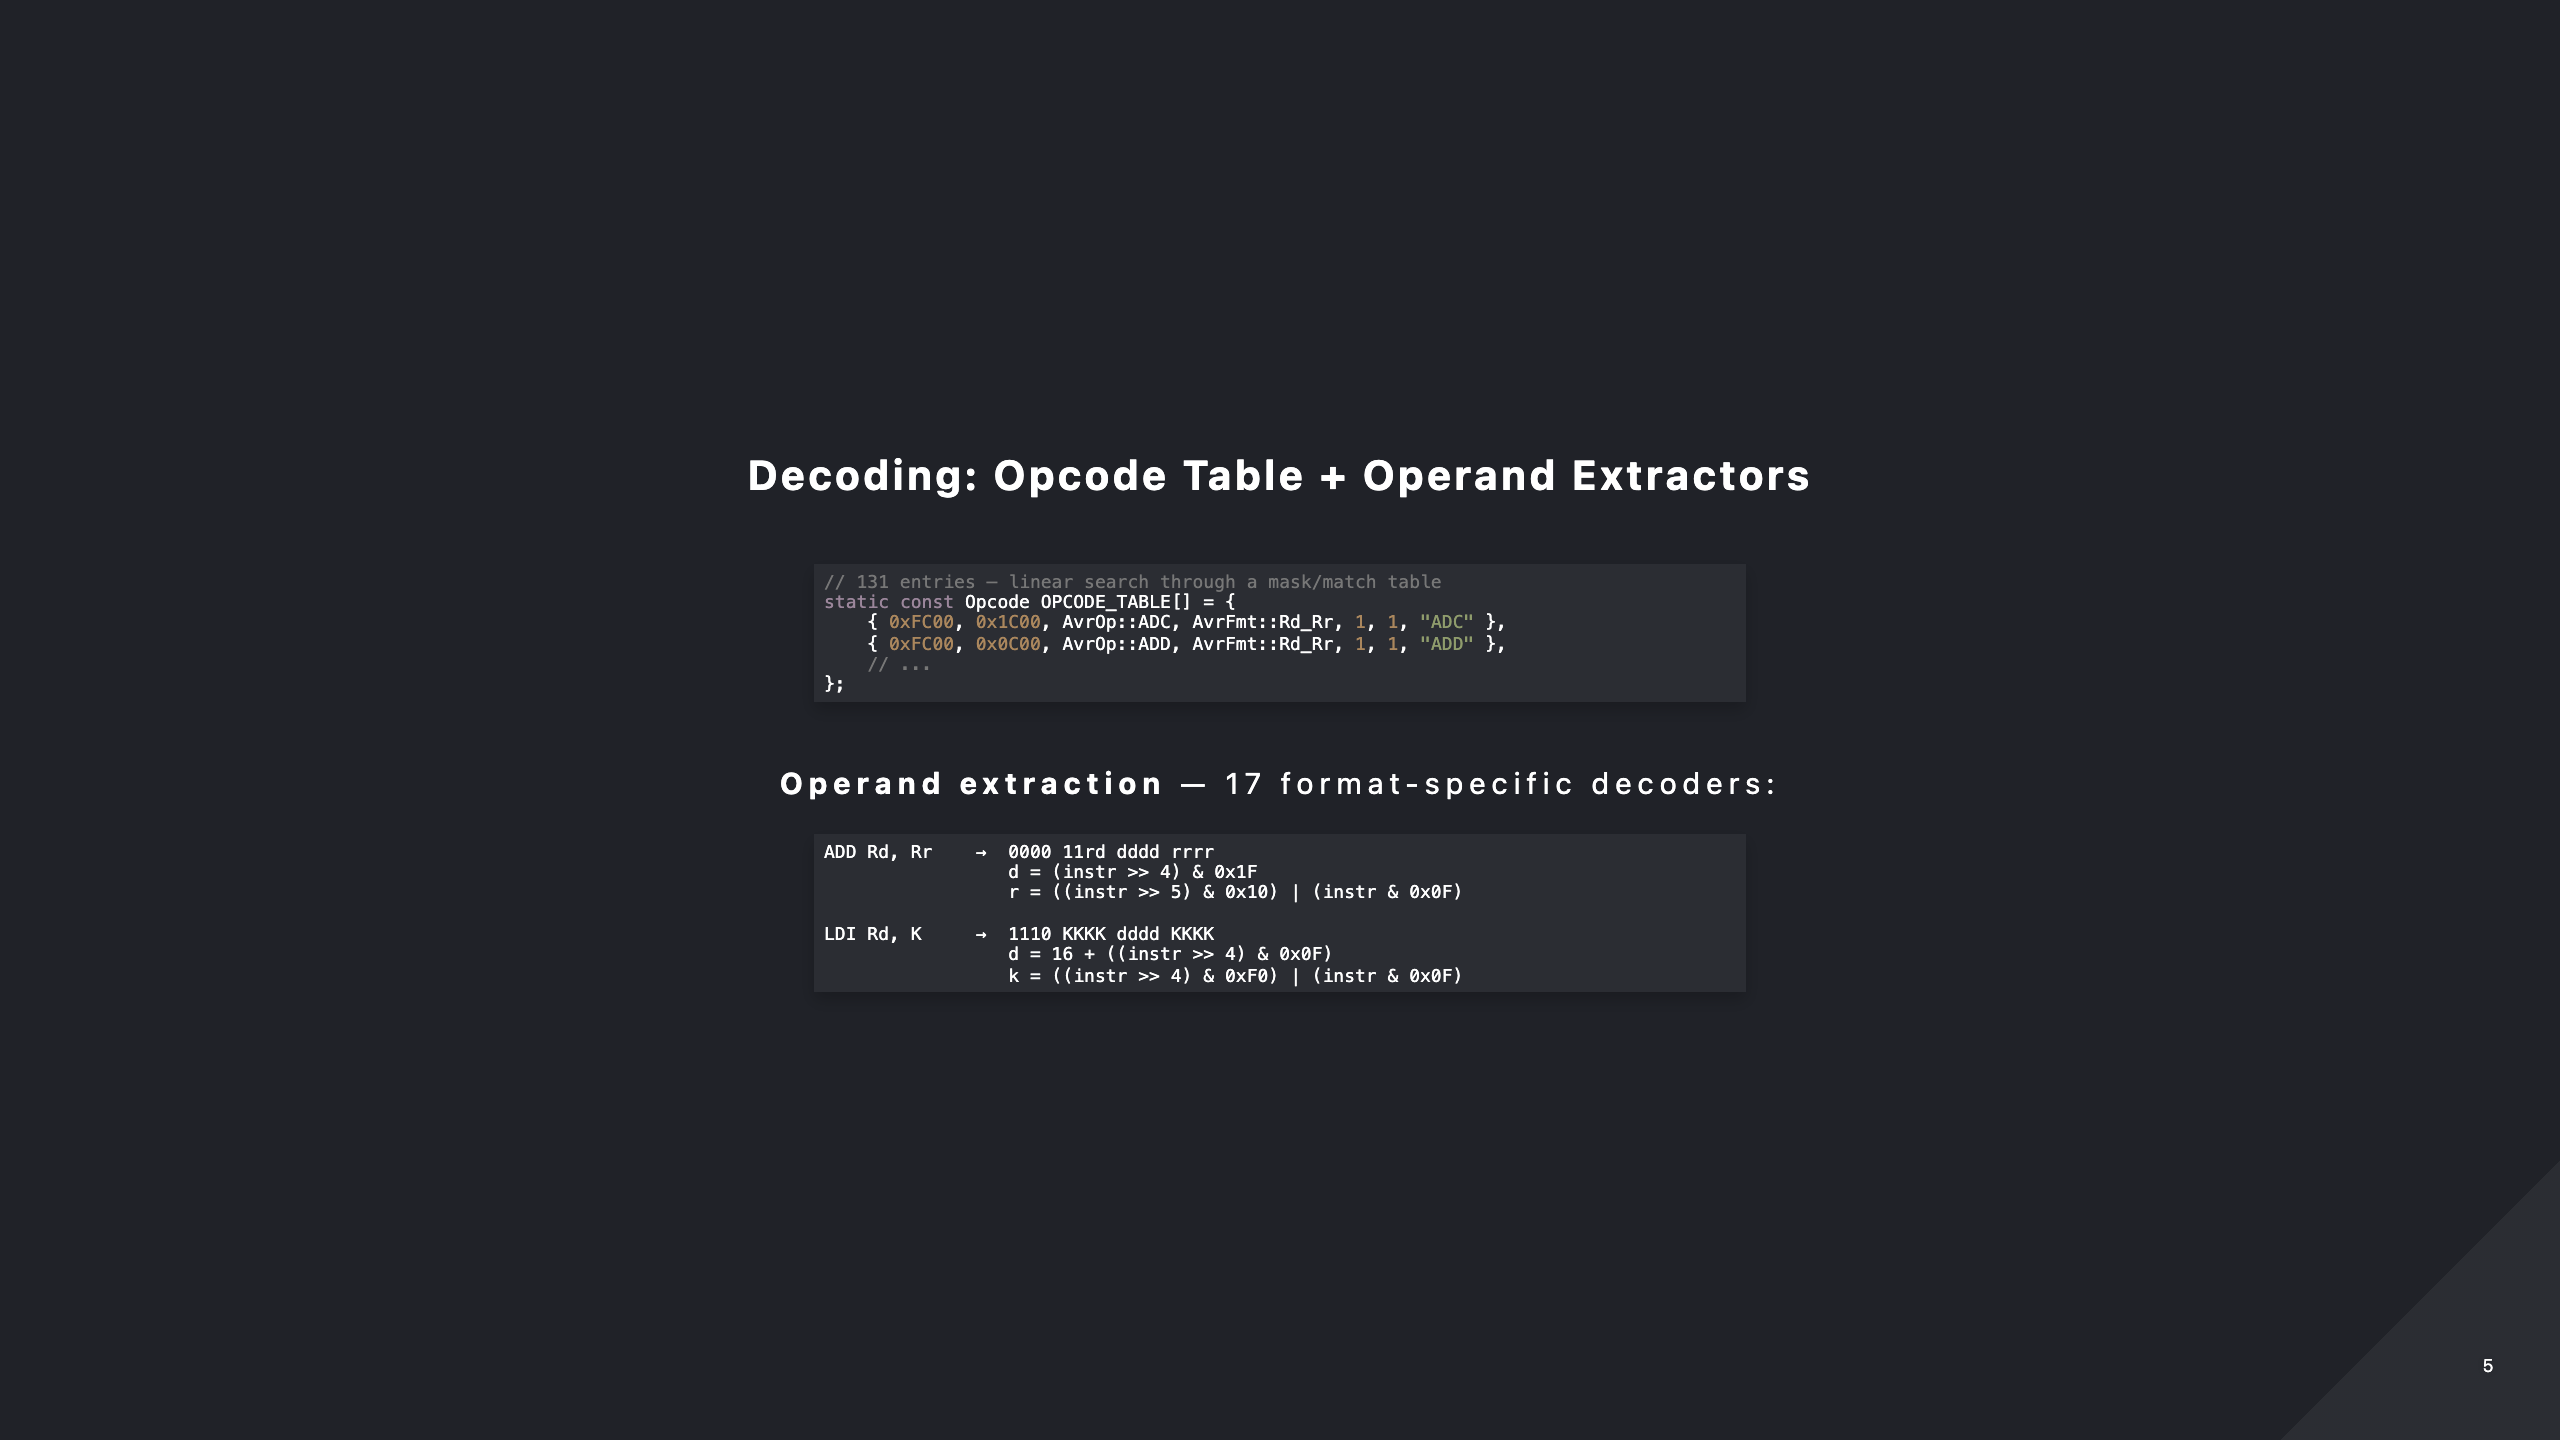 Decoding: Opcode Table + Operand Extractors
// 131 entries — linear search through a mask/match table
static const Opcode OPCODE_TABLE[] = {
    { 0xFC00, 0x1C00, AvrOp::ADC, AvrFmt::Rd_Rr, 1, 1, "ADC" },
    { 0xFC00, 0x0C00, AvrOp::ADD, AvrFmt::Rd_Rr, 1, 1, "ADD" },
    // ...
};
Operand extraction — 17 format-specific decoders:
ADD Rd, Rr    →  0000 11rd dddd rrrr
                 d = (instr >> 4) & 0x1F
                 r = ((instr >> 5) & 0x10) | (instr & 0x0F)
LDI Rd, K     →  1110 KKKK dddd KKKK
                 d = 16 + ((instr >> 4) & 0x0F)
                 k = ((instr >> 4) & 0xF0) | (instr & 0x0F)
5